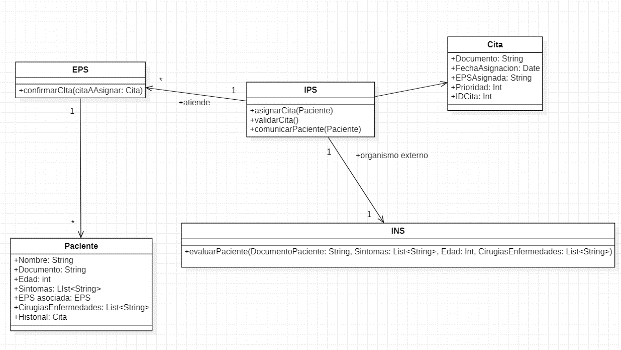 EPS
+confirmarCIta(citaAAsignar: Cita)
*
1
+atiende
IPS
+asignarCita(Paciente)
+validarCita()
+comunicarPaciente(Paciente)
Cita
+Documento: String
+FechaAsignacion: Date
+EPSAsignada: String
+Prioridad: Int
+IDCita: Int
1
*
1
+organismo externo
1
INS
+evaluarPaciente(DocumentoPaciente: String, Sintomas: List<String>, Edad: Int, CirugiasEnfermedades: List<String>)
Paciente
+Nombre: String
+Documento: String
+Edad: int
+Sintomas: LIst<String>
+EPS asociada: EPS
+CirugiasEnfermedades: List<String>
+Historial: Cita